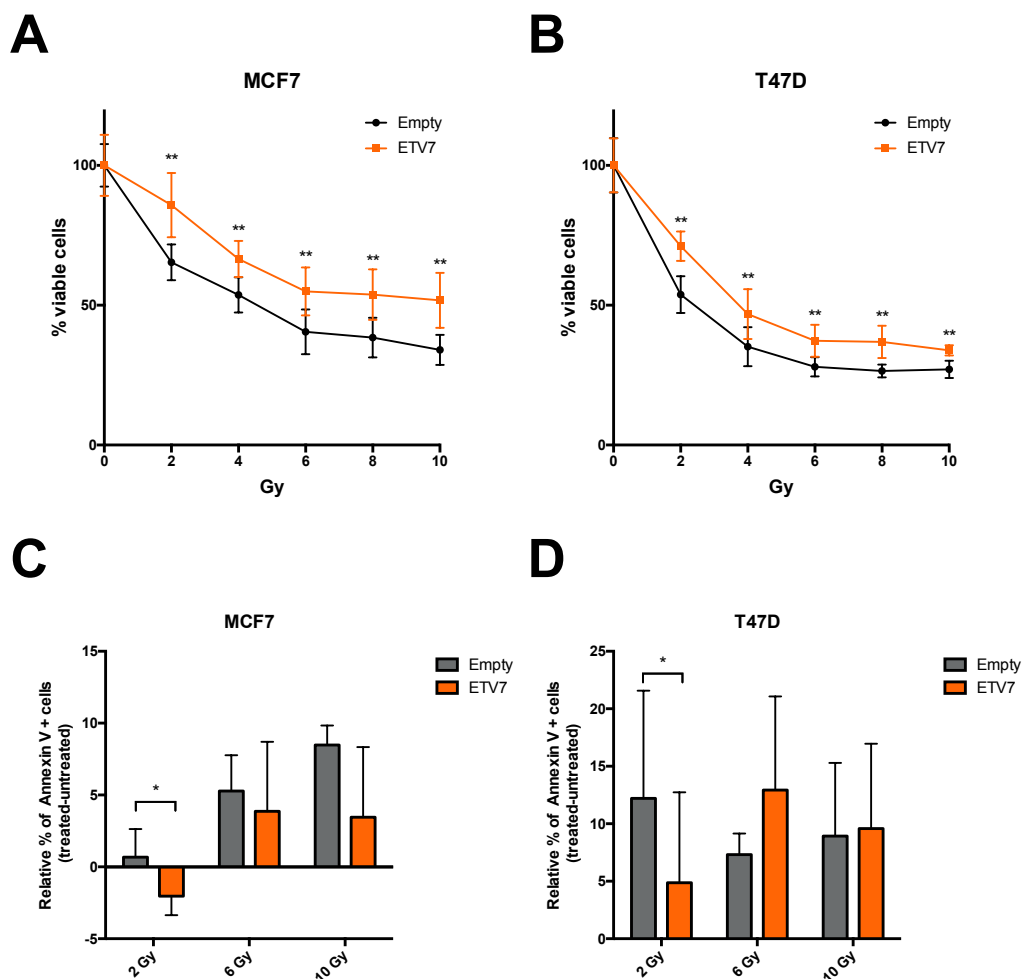 A
MCF7
Empty
ETV7
% viable cells
100
50
0
**
**
**
**
**
0 2 4 6 8 10
Gy
B
T47D
Empty
ETV7
% viable cells
100
50
0
**
**
**
**
**
0 2 4 6 8 10
Gy
C
MCF7
Empty
ETV7
Relative % of Annexin V + cells
(treated-untreated)
15
10
5
0
-5
*
2 Gy 6 Gy 10 Gy
D
T47D
Empty
ETV7
Relative % of Annexin V + cells
(treated-untreated)
25
20
15
10
5
0
*
2 Gy 6 Gy 10 Gy